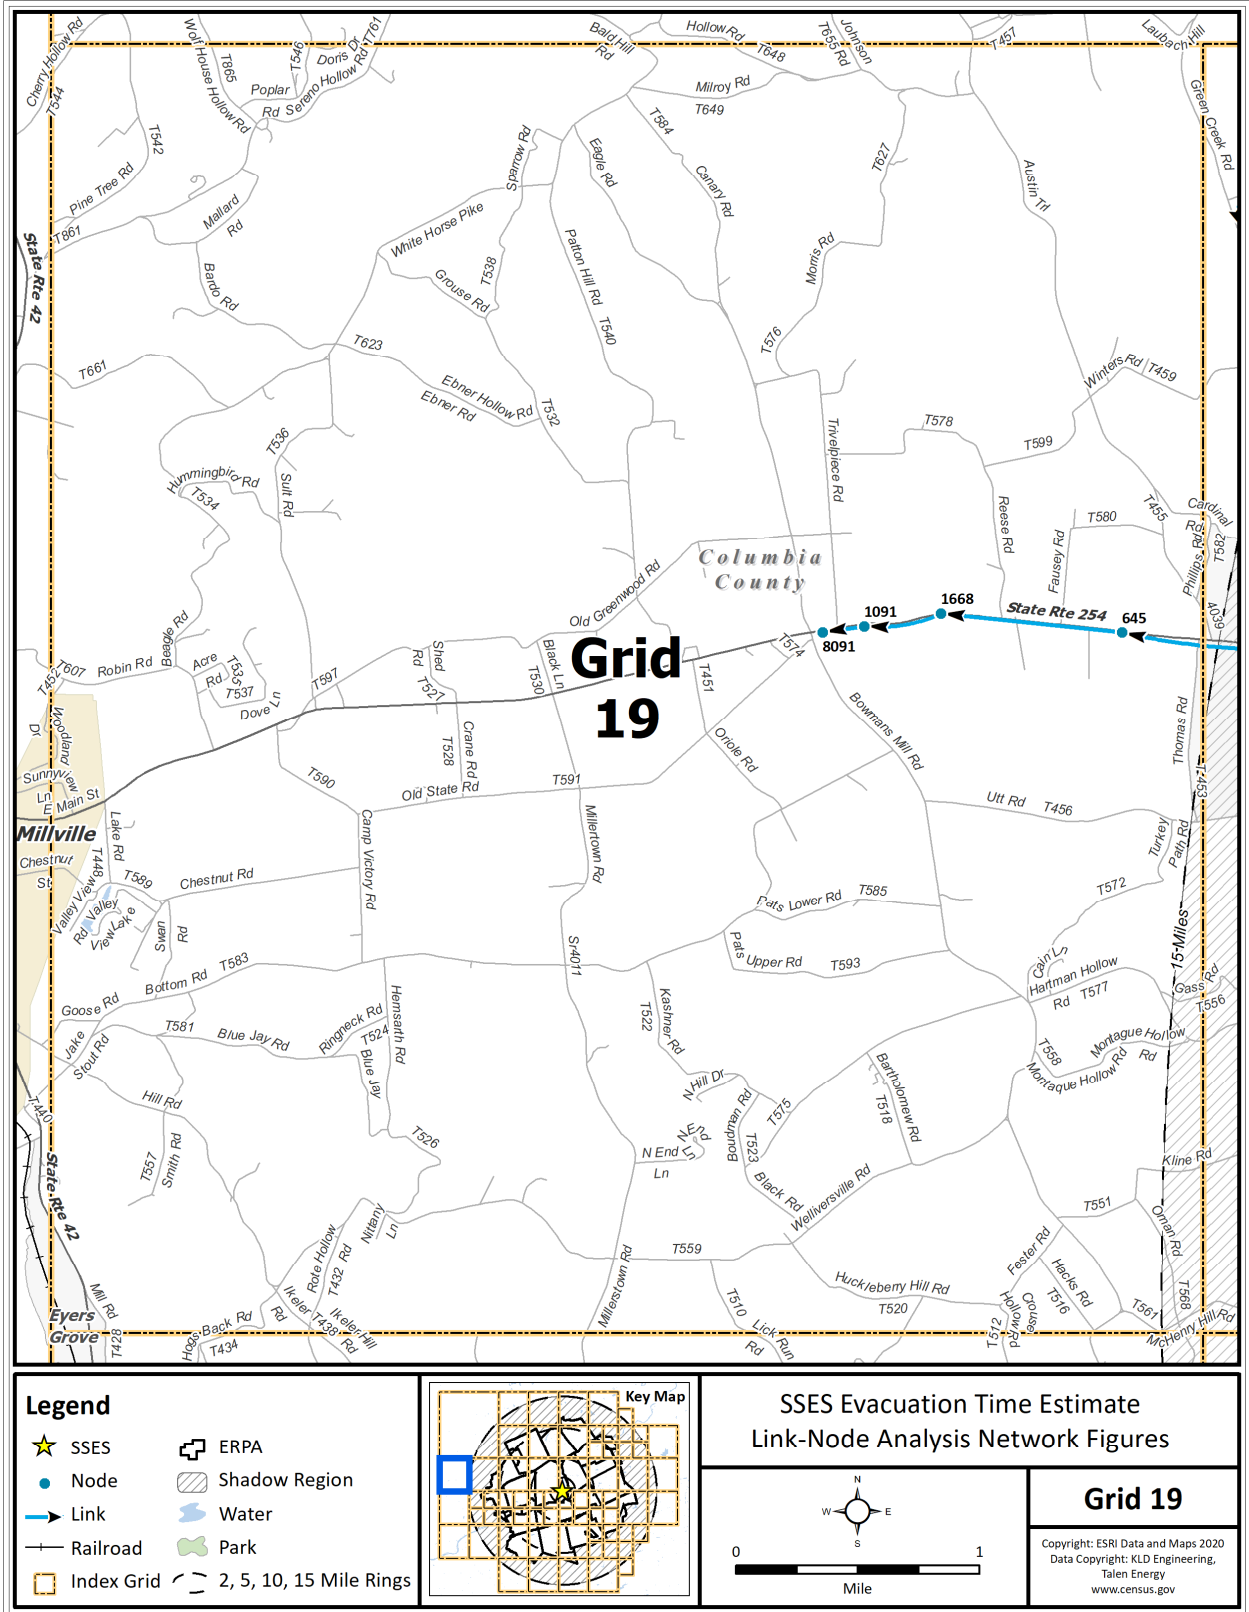 Cherry Hollow Rd
T544
Wolf House Hollow Rd
T865
T546
Doris Dr
T761
Poplar
Rd
Sereno Hollow Rd
Bald Hill
Rd
Hollow Rd
T648
T655
Johnson
Rd
T457
Laubach Hill
Green Creek Rd
Milroy Rd
T649
T584
T542
Pine Tree Rd
T861
Mallard
Rd
Sparrow Rd
Eagle Rd
Canary Rd
T627
Austin Trl
State Rte 42
White Horse Pike
Patton Hill Rd
T538
Grouse Rd
Morris Rd
Bardo Rd
T540
T576
T623
T661
Winters Rd
T459
Ebner Hollow Rd
Ebner Rd
T532
T578
T599
T536
Trivelpiece Rd
Hummingbird Rd
T534
Sult Rd
Reese Rd
T455
Cardinal
Rd
T580
T582
Fausey Rd
Phillips Rd
Columbia
County
Old Greenwood Rd
1668
1091
State Rte 254
645
4039
8091
T574
Beagle Rd
Grid
19
Shed
Rd
Black Ln
T530
T451
T607
Robin Rd
T452
Acre
Rd
T535
T537
T597
T527
Dove Ln
Bowmans Mill Rd
Woodland
Dr
Crane Rd
T528
Oriole Rd
Thomas Rd
T453
Sunnyview
Ln
E Main St
T590
Old State Rd
T591
Utt Rd
T456
Millville
Lake Rd
Camp Victory Rd
Millertown Rd
Turkey
Path Rd
Chestnut
St
T448
T589
Chestnut Rd
T572
Pats Lower Rd
T585
Valley View
Rd
Valley
View
Lake
Swan
Rd
Sr4011
Pats
Upper Rd
T593
15-Miles
Cain Ln
Hartman Hollow
Rd
T577
Gass Rd
T556
Bottom Rd
T583
Goose Rd
Hemsarth Rd
Kashner Rd
T522
T581
Blue Jay Rd
Ringneck Rd
T524
Jake
Stout Rd
Blue Jay
T558
Montague Hollow
Rd
Montaque Hollow Rd
Bartholomew Rd
T518
N Hill Dr
T575
Bonopman Rd
T440
Hill Rd
T526
N End
Ln
N End
Ln
T523
Kline Rd
State Rte 42
T557
Smith Rd
Black Rd
Welliversville Rd
T551
Oman Rd
Nittany
Ln
Rote Hollow
Rd
T432
T559
Fester Rd
Hacks Rd
T516
Millerstown Rd
Huckleberry Hill Rd
T520
T568
Mill Rd
Ikeler
Rd
T438
Ikeler Hill
Rd
T510
Hollow Rd
Crouse
T512
T561
McHenry Hill Rd
Eyers
Grove
T428
Hogs Back Rd
T434
Lick Run
Rd
Legend
SSES
Node
Link
Railroad
Index Grid
ERPA
Shadow Region
Water
Park
2, 5, 10, 15 Mile Rings
Key Map
SSES Evacuation Time Estimate
Link-Node Analysis Network Figures
N
W E
S
0 1
Mile
Grid 19
Copyright: ESRI Data and Maps 2020
Data Copyright: KLD Engineering,
Talen Energy
www.census.gov